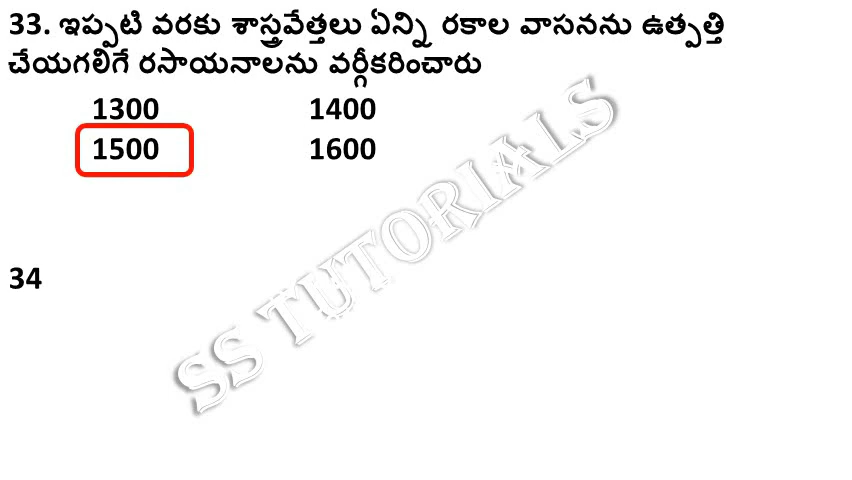 33. ఇప్పటి వరకు శాస్త్రవేత్తలు ఏన్ని రకాల వాసనను ఉత్పత్తి
చేయగలిగే రసాయనాలను వర్గీకరించారు
1300 1400
1500 1600
SS TUTORIALS
34